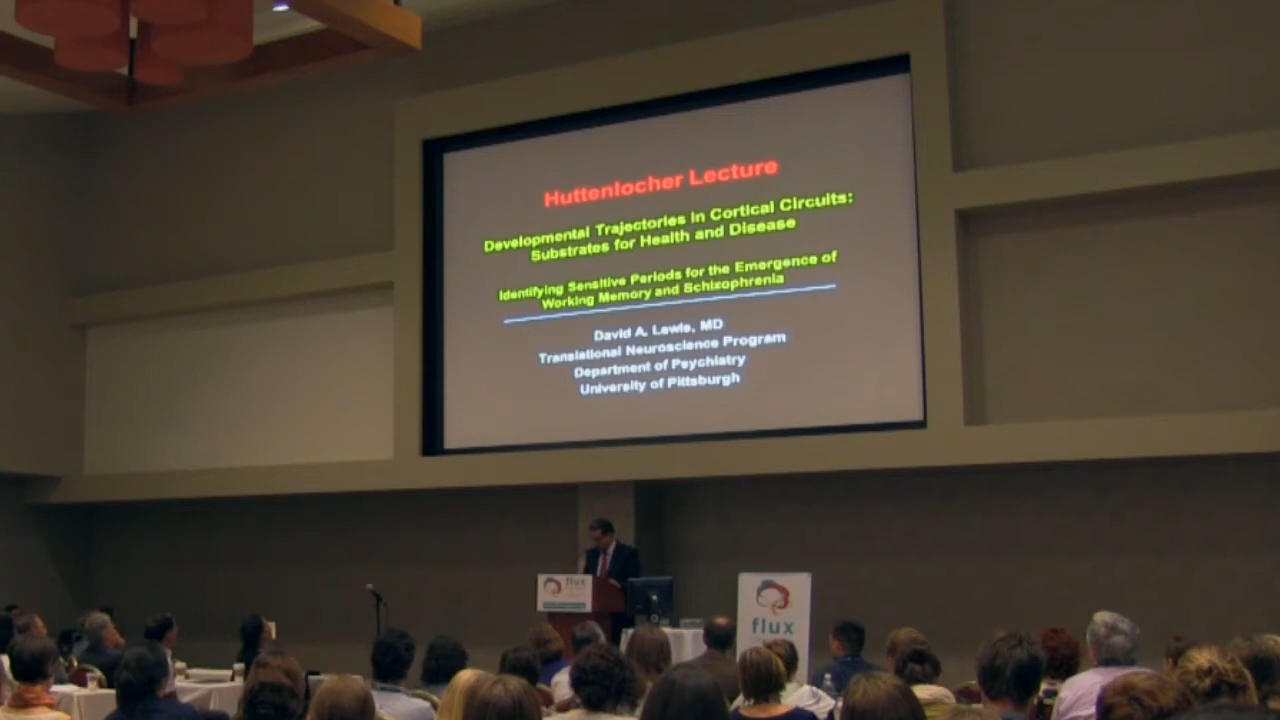 Huttenlocher Lecture
Developmental Trajectories in Cortical Circuits:
Substrates for Health and Disease
Identifying Sensitive Periods for the Emergence of
Working Memory and Schizophrenia
David A. Lewis, MD
Translational Neuroscience Program
Department of Psychiatry
University of Pittsburgh
flux
flux